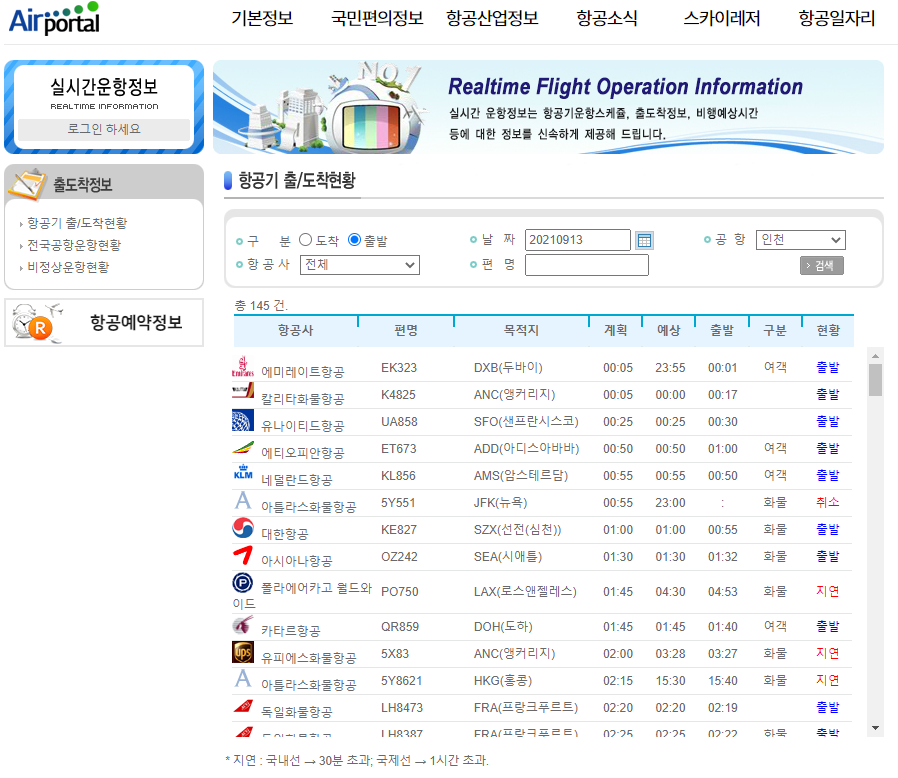 Airportal
기본정보 국민편의정보 항공산업정보 항공소식 스카이레저 항공일자리
실시간운항정보
REALTIME INFORMATION
로그인 하세요
Realtime Flight Operation Information
실시간 운항정보는 항공기운항스케줄, 출도착정보, 비행예상시간
등에 대한 정보를 신속하게 제공해 드립니다.
출도착정보
항공기 출/도착현황
전국공항운항현황
비정상운항현황
항공예약정보
항공기 출/도착현황
구 분 도착 출발 날 짜 20210913 공 항 인천
항 공 사 전체 편 명 검색
총 145 건.
항공사 편명 목적지 계획 예상 출발 구분 현황
에미레이트항공 EK323 DXB(두바이) 00:05 23:55 00:01 여객 출발
칼리타화물항공 K4825 ANC(앵커리지) 00:05 00:00 00:17 출발
유나이티드항공 UA858 SFO(샌프란시스코) 00:25 00:25 00:30 출발
에티오피안항공 ET673 ADD(아디스아바바) 00:50 00:50 01:00 여객 출발
KLM 네덜란드항공 KL856 AMS(암스테르담) 00:55 00:55 00:50 여객 출발
아틀라스화물항공 5Y551 JFK(뉴욕) 00:55 23:00 : 화물 취소
대한항공 KE827 SZX(선전(심천)) 01:00 01:00 00:55 화물 출발
아시아나항공 OZ242 SEA(시애틀) 01:30 01:30 01:32 화물 출발
폴라에어카고 월드와
이드 PO750 LAX(로스앤젤레스) 01:45 04:30 04:53 화물 지연
카타르항공 QR859 DOH(도하) 01:45 01:45 01:40 여객 출발
ups 유피에스화물항공 5X83 ANC(앵커리지) 02:00 03:28 03:27 화물 지연
아틀라스화물항공 5Y8621 HKG(홍콩) 02:15 15:30 15:40 화물 지연
독일화물항공 LH8473 FRA(프랑크푸르트) 02:20 02:20 02:19 출발
독일화물항공 LH8387 FRA(프랑크푸르트) 02:25 02:25 02:22 화물 출발
* 지연 : 국내선 → 30분 초과; 국제선 → 1시간 초과.